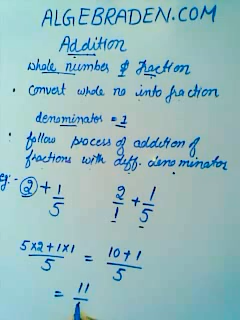 ALGEBRADEN.COM
Addition
whole number & fraction
convert whole no into fraction
denominator = 1
follow process of addition of
fractions with diff. denominator
eg:- 2 + 1/5   2/1 + 1/5
5×2+1×1/5 = 10+1/5
= 11/